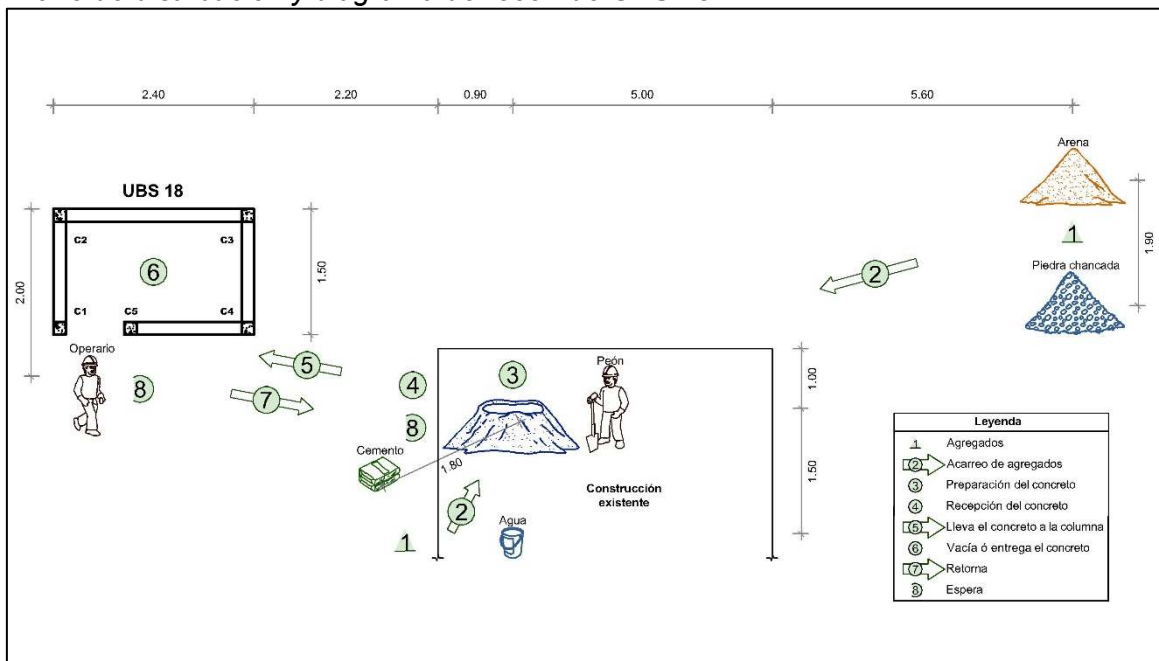 2.40
2.20
0.90
5.00
5.60
Arena
UBS 18
C2
C3
6
2.00
1.50
1
1.90
2
Piedra chancada
C1
C5
C4
Operario
5
8
7
4
3
Peón
1.00
8
Cemento
1.80
2
Construcción
existente
1.50
1
Agua
Leyenda
1 Agregados
2 Acarreo de agregados
3 Preparación del concreto
4 Recepción del concreto
5 Lleva el concreto a la columna
6 Vacía ó entrega el concreto
7 Retorna
8 Espera